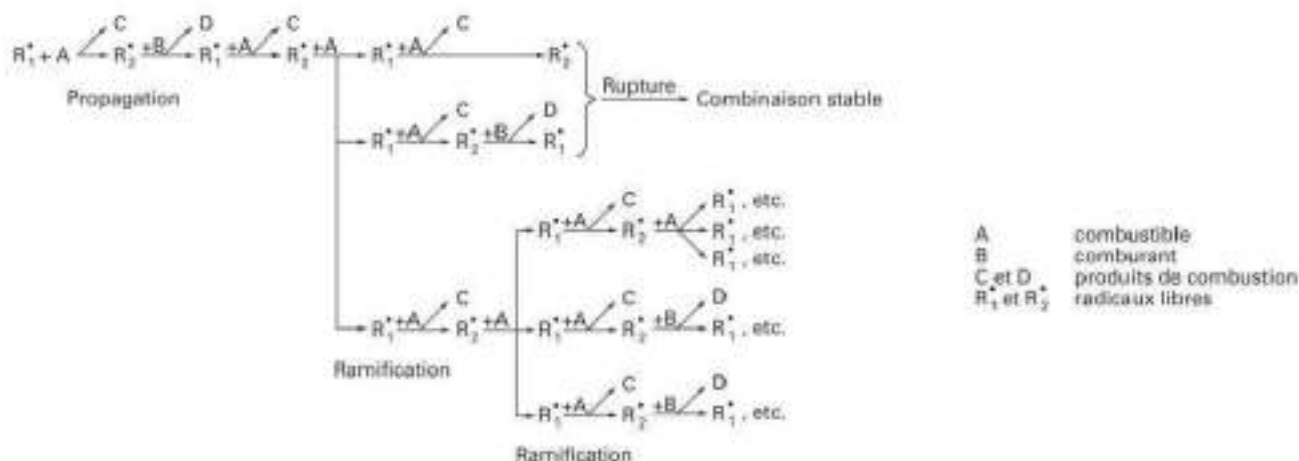 C D C C
R₁• + A R₂• +B R₁• +A R₂• +A R₁• +A R₂•
Propagation
Rupture
Combinaison stable
C D
R₁• +A R₂• +B R₁•
C R₁•, etc.
R₁• +A R₂• +A R₁•, etc.
R₁•, etc.
C C D
R₁• +A R₂• +A R₁• +A R₂• +B R₁•, etc.
Ramification
C D
R₁• +A R₂• +B R₁•, etc.
Ramification
A combustible
B comburant
C et D produits de combustion
R₁• et R₂• radicaux libres